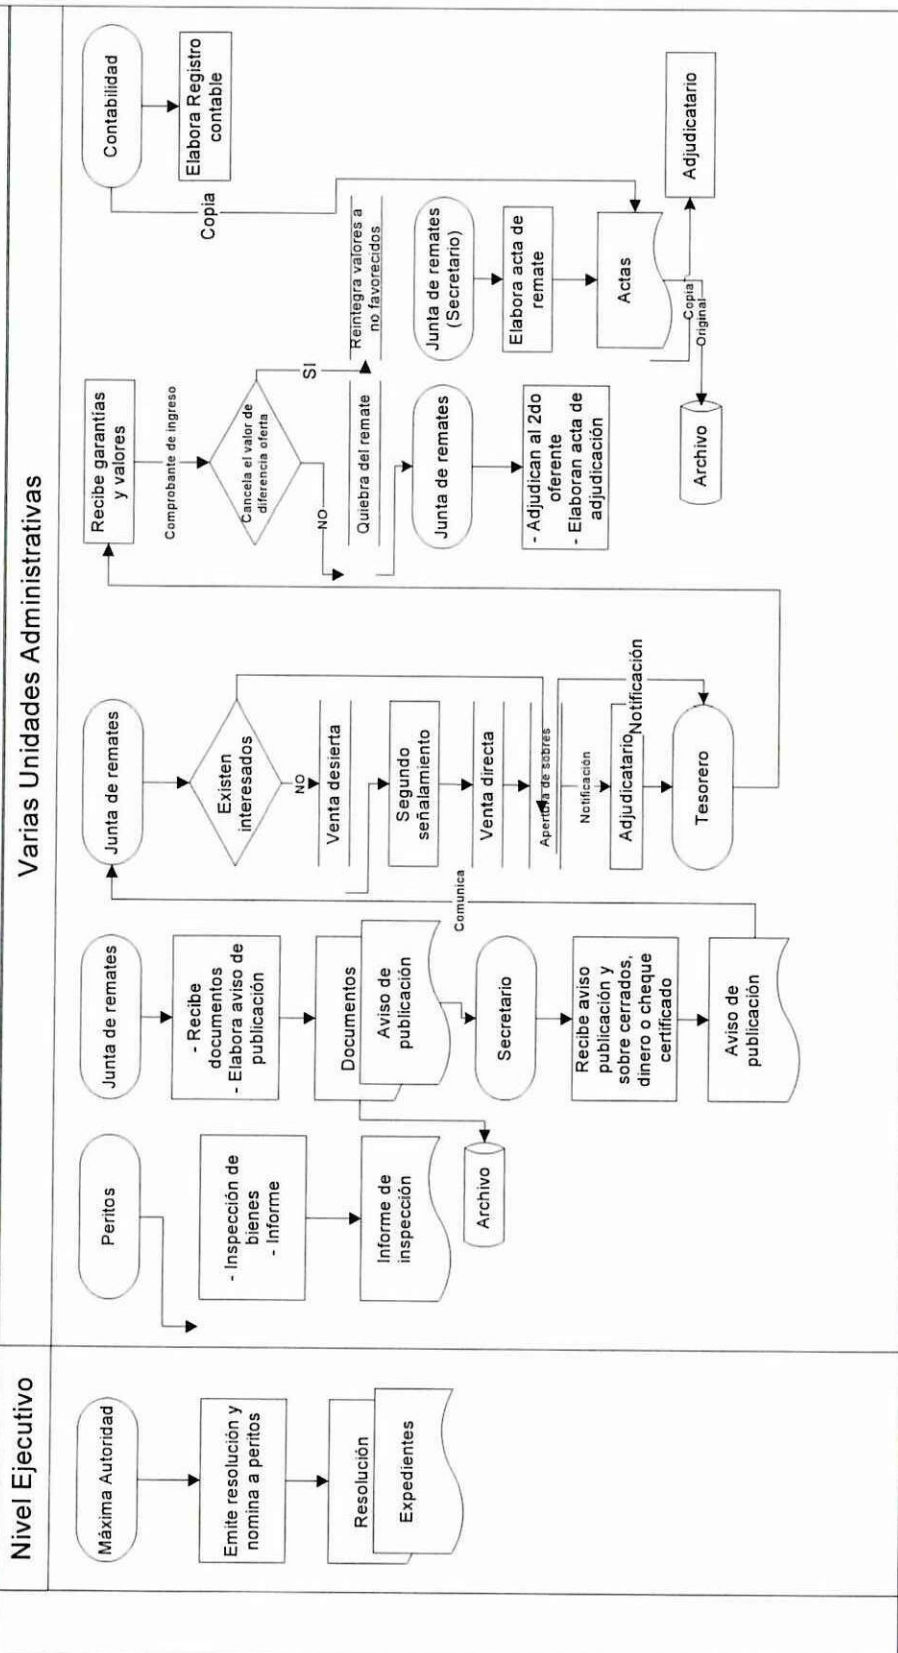 Nivel Ejecutivo
Varias Unidades Administrativas
Máxima Autoridad
Emite resolución y
nomina a peritos
Resolución
Expedientes
Peritos
- Inspección de
bienes
- Informe
Informe de
inspección
Junta de remates
- Recibe
documentos
- Elabora aviso de
publicación
Documentos
Aviso de
publicación
Archivo
Secretario
Recibe aviso
publicación y
sobre cerrados,
dinero o cheque
certificado
Aviso de
publicación
Comunica
Junta de remates
Existen
interesados
NO
Venta desierta
Segundo
señalamiento
Venta directa
Apertura de sobres
Notificación
Adjudicatario
Notificación
Tesorero
Recibe garantías
y valores
Comprobante de ingreso
Cancela el valor de
diferencia oferta
SI
NO
Reintegra valores a
no favorecidos
Quiebra del remate
Junta de remates
- Adjudican al 2do
oferente
- Elaboran acta de
adjudicación
Junta de remates
(Secretario)
Elabora acta de
remate
Actas
Copia
Original
Archivo
Adjudicatario
Contabilidad
Elabora Registro
contable
Copia